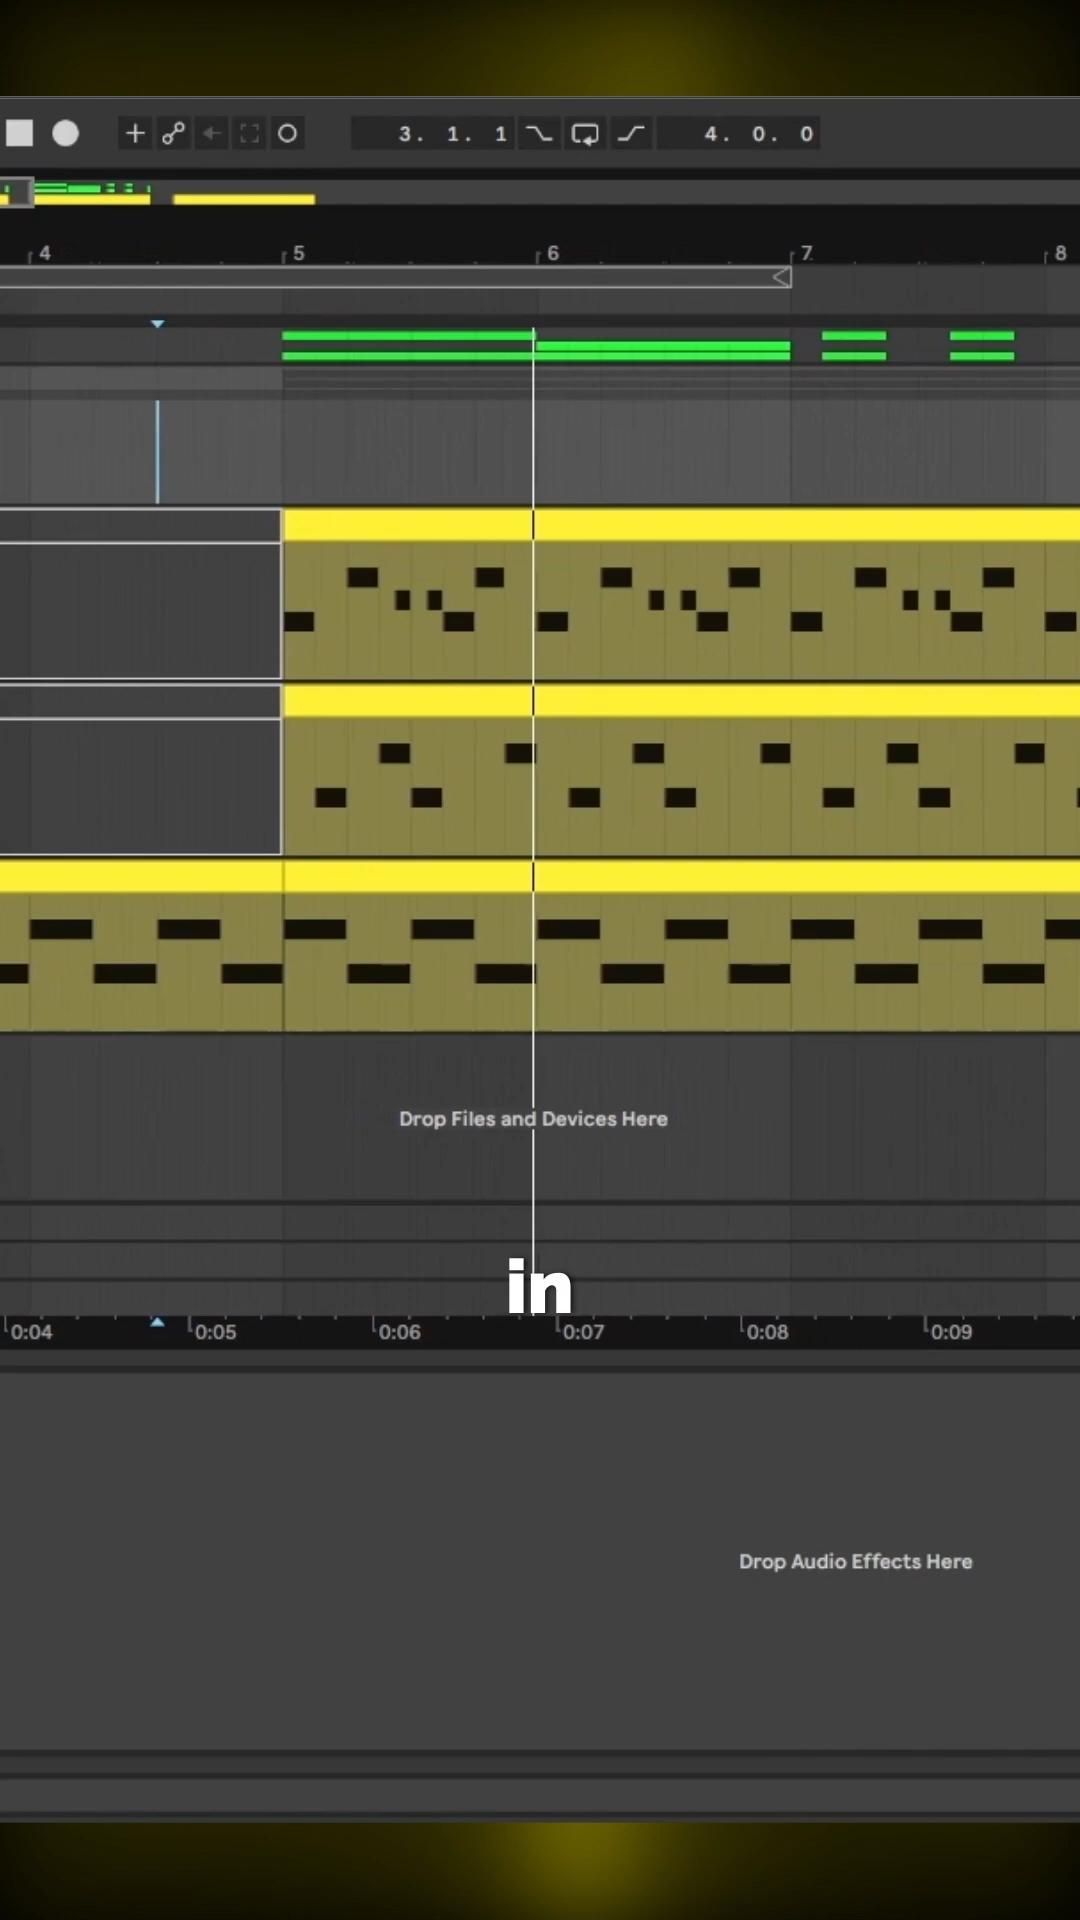 3. 1. 1 4. 0. 0
4 5 6 7 8
Drop Files and Devices Here
in
0:04 0:05 0:06 0:07 0:08 0:09
Drop Audio Effects Here